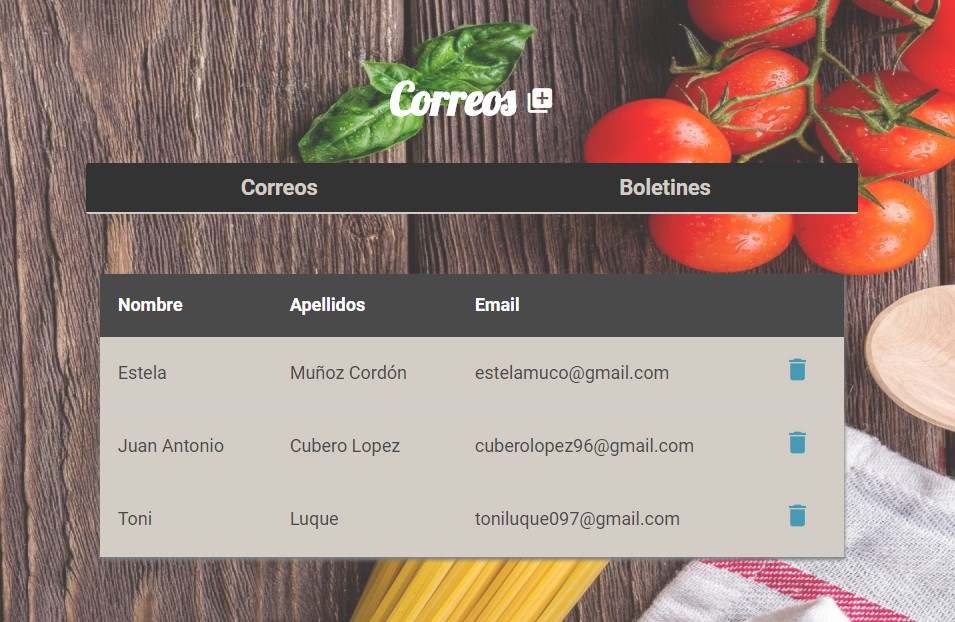 Correos
Correos Boletines
Nombre Apellidos Email
Estela Muñoz Cordón estelamuco@gmail.com
Juan Antonio Cubero Lopez cuberolopez96@gmail.com
Toni Luque toniluque097@gmail.com